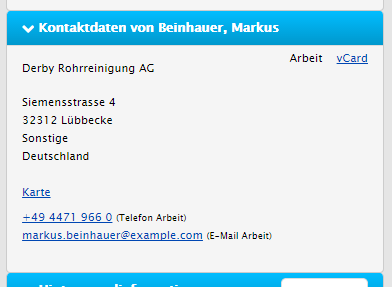 Kontaktdaten von Beinhauer, Markus
Arbeit vCard
Derby Rohrreinigung AG
Siemensstrasse 4
32312 Lübbecke
Sonstige
Deutschland
Karte
+49 4471 966 0 (Telefon Arbeit)
markus.beinhauer@example.com (E-Mail Arbeit)